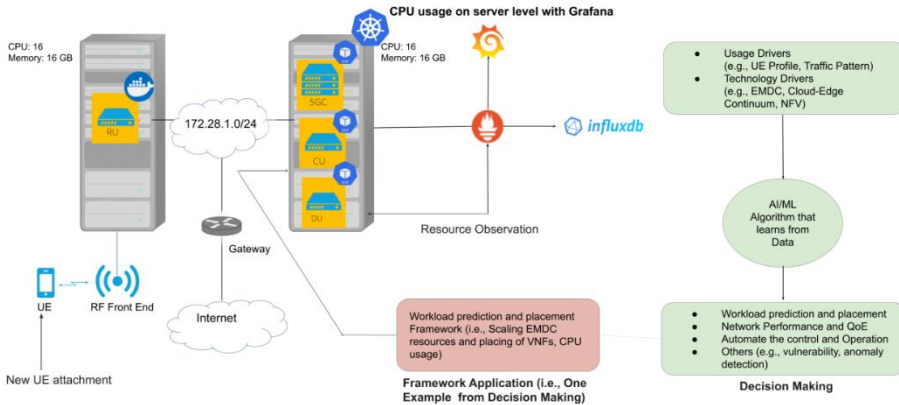 CPU usage on server level with Grafana
CPU: 16
Memory: 16 GB
RU
172.28.1.0/24
5GC
CU
DU
CPU: 16
Memory: 16 GB
influxdb
Resource Observation
Gateway
Internet
UE
RF Front End
New UE attachment
Workload prediction and placement
Framework (i.e., Scaling EMDC
resources and placing of VNFs, CPU
usage)
Framework Application (i.e., One
Example from Decision Making)
● Usage Drivers
(e.g., UE Profile, Traffic Pattern)
● Technology Drivers
(e.g., EMDC, Cloud-Edge
Continuum, NFV)
AI/ML
Algorithm that
learns from
Data
● Workload prediction and placement
● Network Performance and QoE
● Automate the control and Operation
● Others (e.g., vulnerability, anomaly
detection)
Decision Making